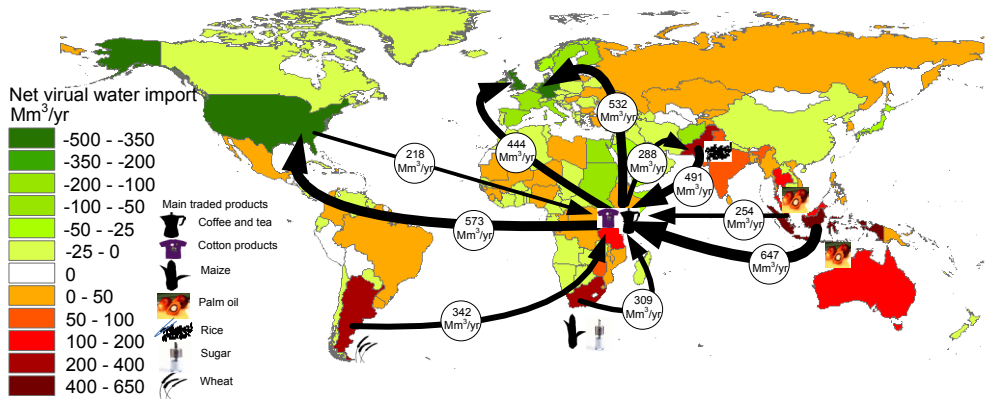 Net virual water import
Mm³/yr
-500 - -350
-350 - -200
-200 - -100
-100 - -50
-50 - -25
-25 - 0
0
0 - 50
50 - 100
100 - 200
200 - 400
400 - 650
Main traded products
Coffee and tea
Cotton products
Maize
Palm oil
Rice
Sugar
Wheat
218
Mm³/yr
444
Mm³/yr
532
Mm³/yr
288
Mm³/yr
491
Mm³/yr
254
Mm³/yr
573
Mm³/yr
647
Mm³/yr
342
Mm³/yr
309
Mm³/yr